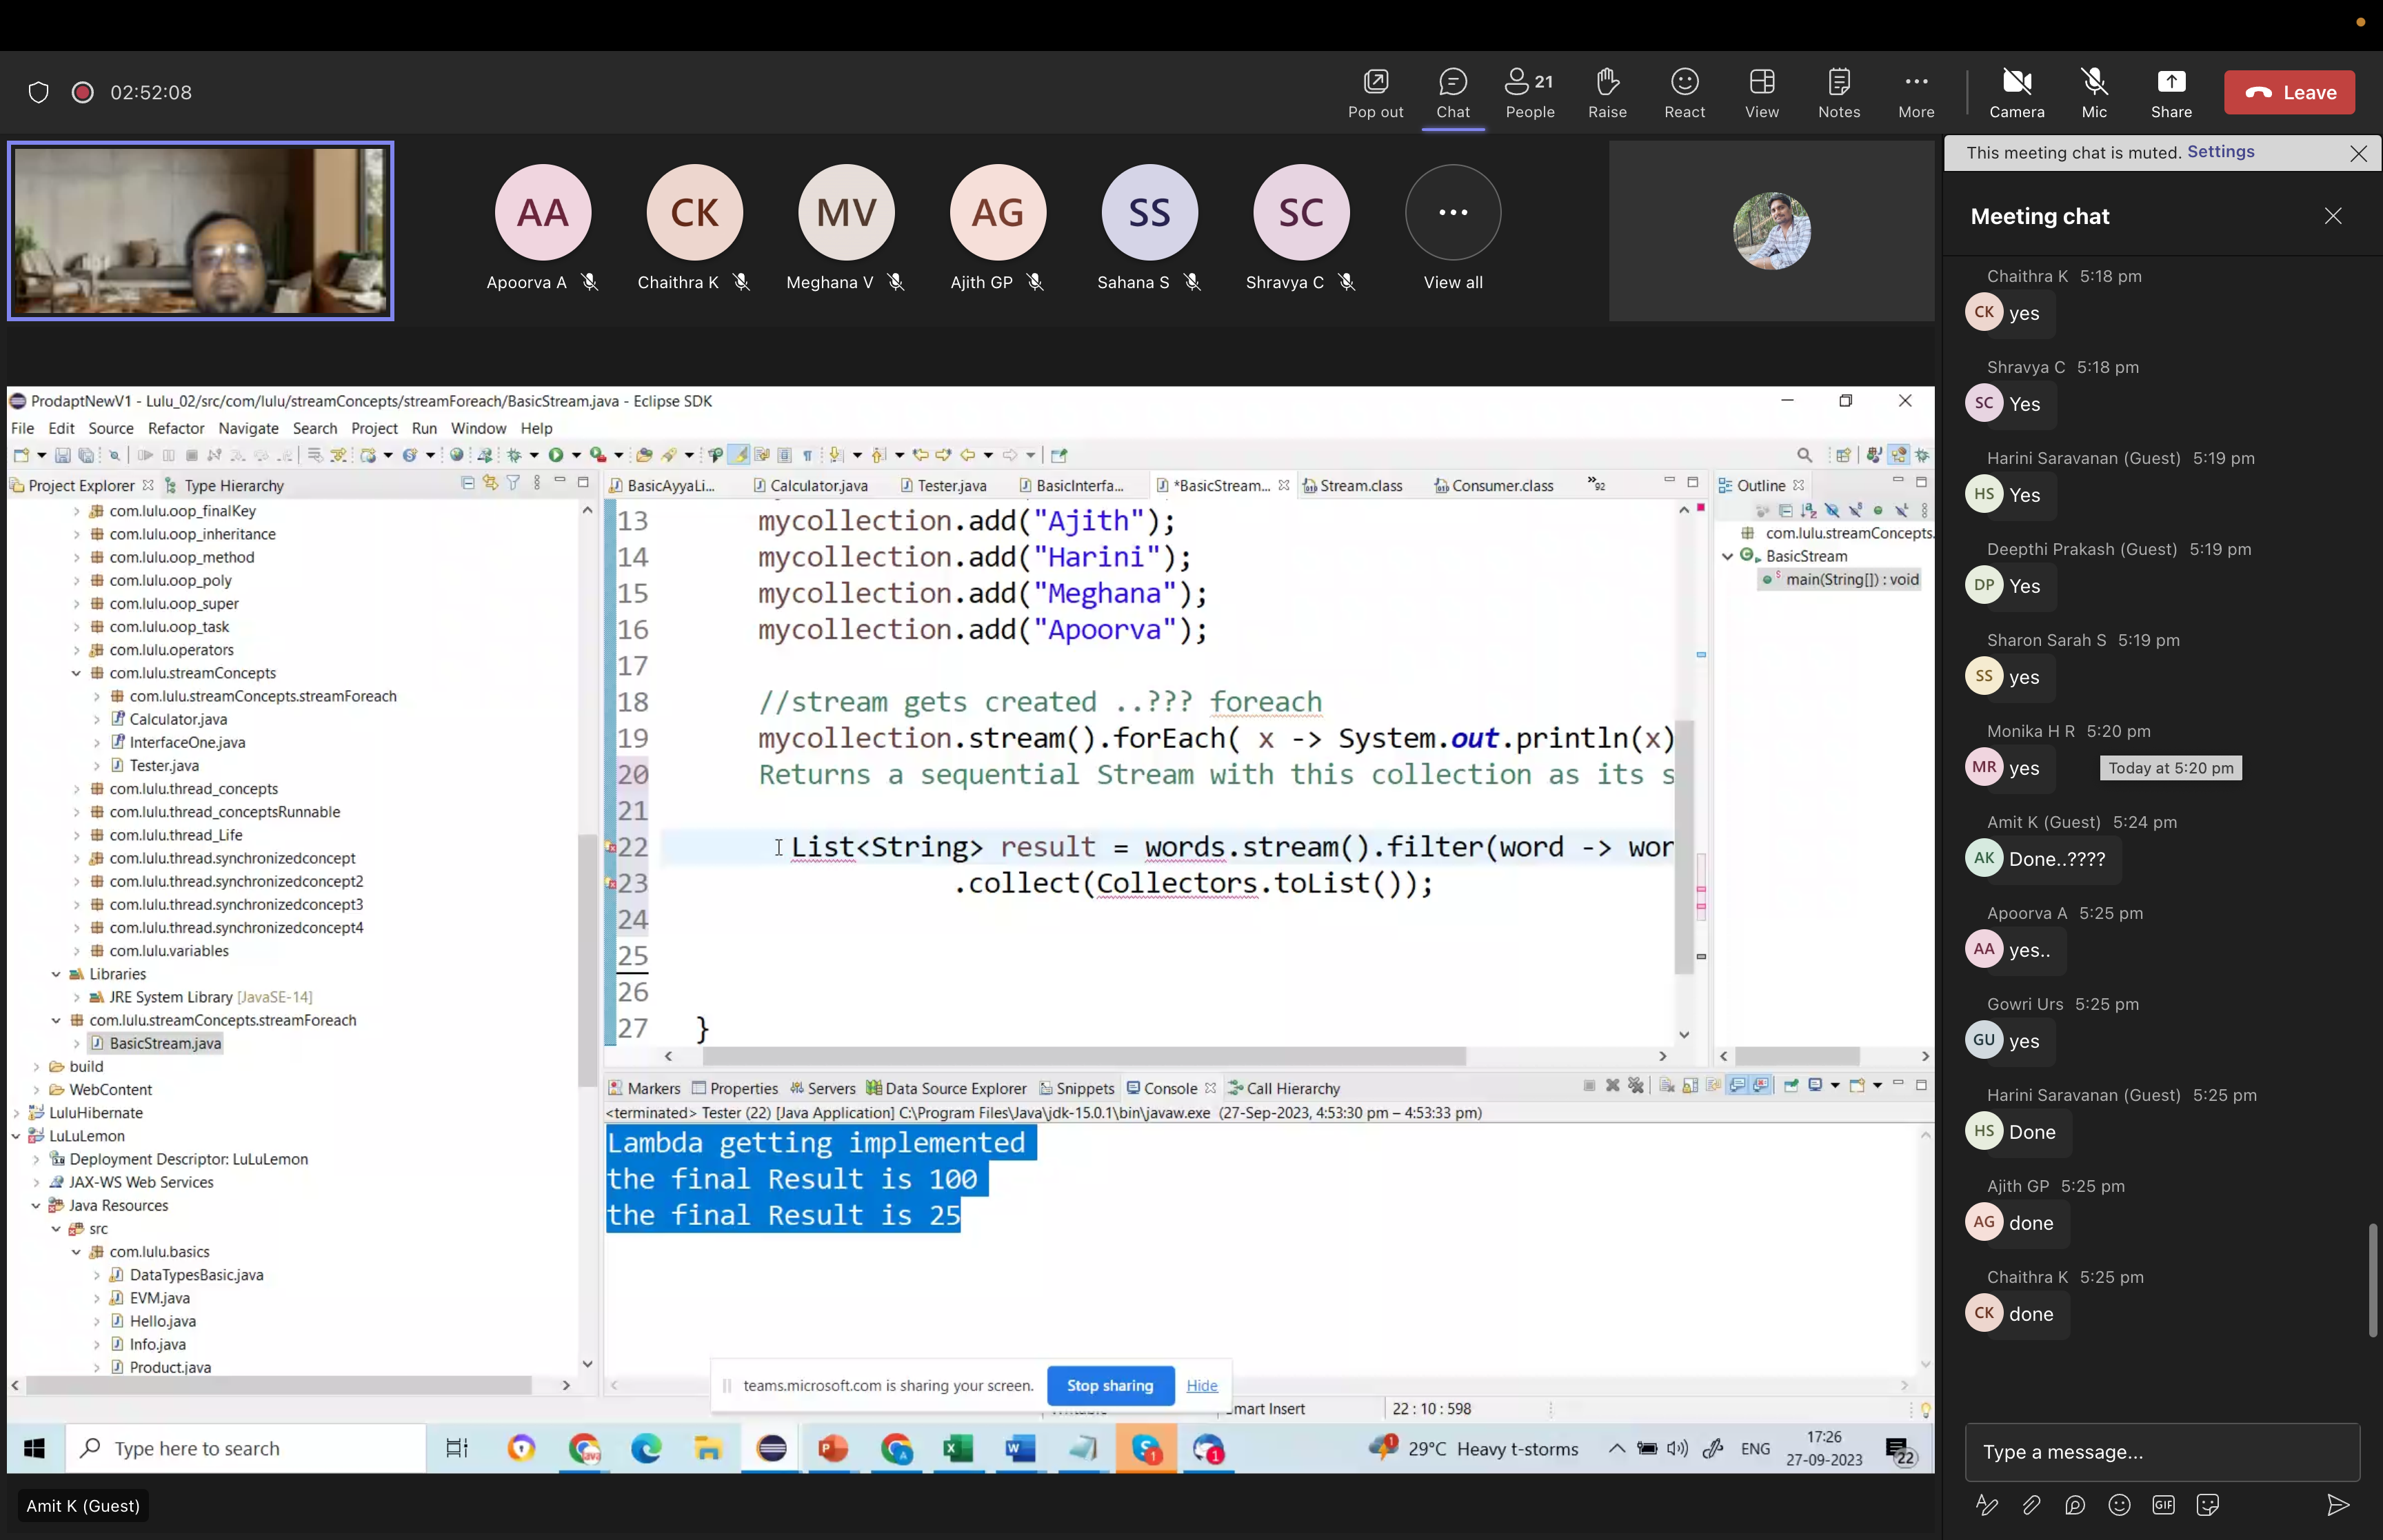 02:52:08
Pop out
Chat
21
People
Raise
React
View
Notes
More
Camera
Mic
Share
Leave
AA
CK
MV
AG
SS
SC
Apoorva A
Chaithra K
Meghana V
Ajith GP
Sahana S
Shravya C
View all
ProdaptNewV1 - Lulu_02/src/com/lulu/streamConcepts/streamForeach/BasicStream.java - Eclipse SDK
File Edit Source Refactor Navigate Search Project Run Window Help
Project Explorer
Type Hierarchy
com.lulu.oop_finalKey
com.lulu.oop_inheritance
com.lulu.oop_method
com.lulu.oop_poly
com.lulu.oop_super
com.lulu.oop_task
com.lulu.operators
com.lulu.streamConcepts
com.lulu.streamConcepts.streamForeach
Calculator.java
InterfaceOne.java
Tester.java
com.lulu.thread_concepts
com.lulu.thread_conceptsRunnable
com.lulu.thread_Life
com.lulu.thread.synchronizedconcept
com.lulu.thread.synchronizedconcept2
com.lulu.thread.synchronizedconcept3
com.lulu.thread.synchronizedconcept4
com.lulu.variables
Libraries
JRE System Library [JavaSE-14]
com.lulu.streamConcepts.streamForeach
BasicStream.java
build
WebContent
LuluHibernate
LuLuLemon
Deployment Descriptor: LuLuLemon
JAX-WS Web Services
Java Resources
src
com.lulu.basics
DataTypesBasic.java
EVM.java
Hello.java
Info.java
Product.java
BasicAyyaLi...
Calculator.java
Tester.java
BasicInterfa...
*BasicStream...
Stream.class
Consumer.class
»92
13 mycollection.add("Ajith");
14 mycollection.add("Harini");
15 mycollection.add("Meghana");
16 mycollection.add("Apoorva");
17
18 //stream gets created ..??? foreach
19 mycollection.stream().forEach( x -> System.out.println(x)
20 Returns a sequential Stream with this collection as its s
21
22 List<String> result = words.stream().filter(word -> wor
23 .collect(Collectors.toList());
24
25
26
27 }
Outline
com.lulu.streamConcepts.
BasicStream
main(String[]) : void
Markers
Properties
Servers
Data Source Explorer
Snippets
Console
Call Hierarchy
<terminated> Tester (22) [Java Application] C:\Program Files\Java\jdk-15.0.1\bin\javaw.exe (27-Sep-2023, 4:53:30 pm – 4:53:33 pm)
Lambda getting implemented
the final Result is 100
the final Result is 25
teams.microsoft.com is sharing your screen.
Stop sharing
Hide
mart Insert
22 : 10 : 598
Type here to search
29°C Heavy t-storms
ENG
17:26
27-09-2023
22
Amit K (Guest)
This meeting chat is muted. Settings
Meeting chat
Chaithra K 5:18 pm
CK yes
Shravya C 5:18 pm
SC Yes
Harini Saravanan (Guest) 5:19 pm
HS Yes
Deepthi Prakash (Guest) 5:19 pm
DP Yes
Sharon Sarah S 5:19 pm
SS yes
Monika H R 5:20 pm
MR yes
Today at 5:20 pm
Amit K (Guest) 5:24 pm
AK Done..????
Apoorva A 5:25 pm
AA yes..
Gowri Urs 5:25 pm
GU yes
Harini Saravanan (Guest) 5:25 pm
HS Done
Ajith GP 5:25 pm
AG done
Chaithra K 5:25 pm
CK done
Type a message...
GIF